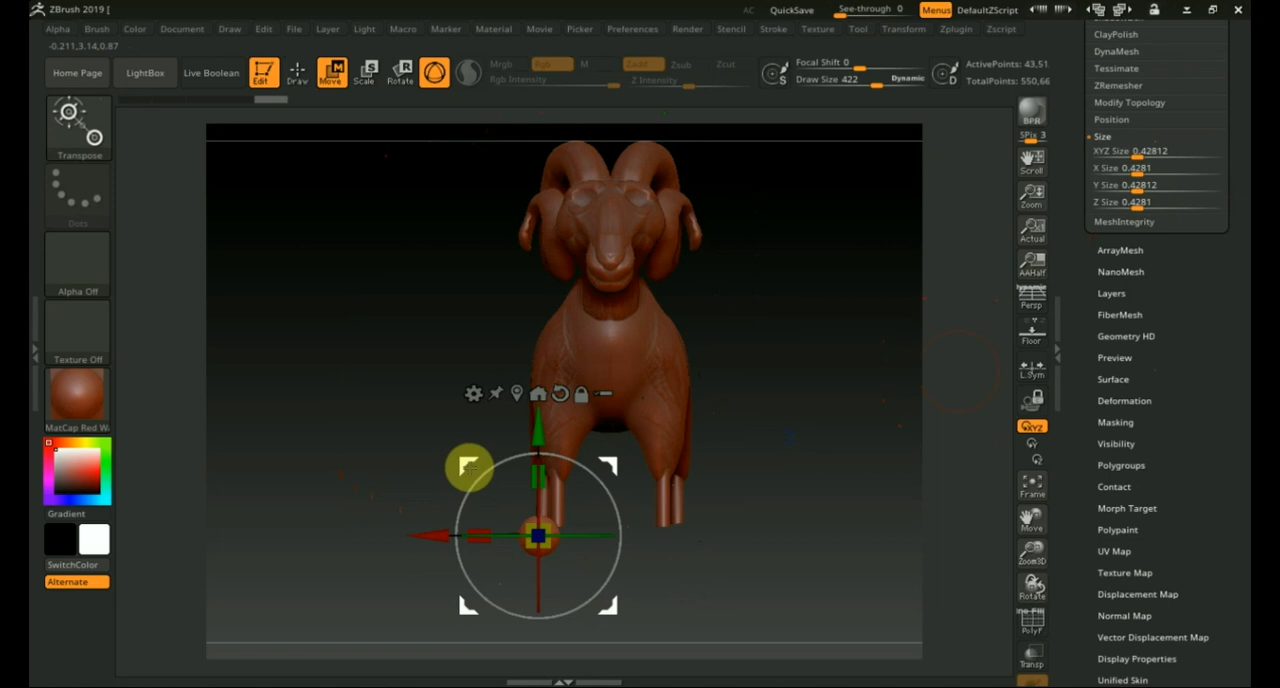 ZBrush 2019 [
AC QuickSave See-through 0 Menus DefaultZScript
Alpha Brush Color Document Draw Edit File Layer Light Macro Marker Material Movie Picker Preferences Render Stencil Stroke Texture Tool Transform Zplugin Zscript
-0.211,3.14,0.87
Home Page LightBox Live Boolean Edit Draw Move Scale Rotate
Mrgb Rgb M Zadd Zsub Zcut
Rgb Intensity Z Intensity
S Focal Shift 0
Draw Size 422 Dynamic
D ActivePoints: 43,51
TotalPoints: 550,66
Transpose
Dots
Alpha Off
Texture Off
MatCap Red W
Gradient
SwitchColor
Alternate
BPR
SPix 3
Scroll
Zoom
Actual
AAHalf
Dynamic
Persp
Floor
L.Sym
XYZ
Frame
Move
Zoom3D
Rotate
Line Fill
PolyF
Transp
ClayPolish
DynaMesh
Tessimate
ZRemesher
Modify Topology
Position
Size
XYZ Size 0.42812
X Size 0.4281
Y Size 0.42812
Z Size 0.4281
MeshIntegrity
ArrayMesh
NanoMesh
Layers
FiberMesh
Geometry HD
Preview
Surface
Deformation
Masking
Visibility
Polygroups
Contact
Morph Target
Polypaint
UV Map
Texture Map
Displacement Map
Normal Map
Vector Displacement Map
Display Properties
Unified Skin